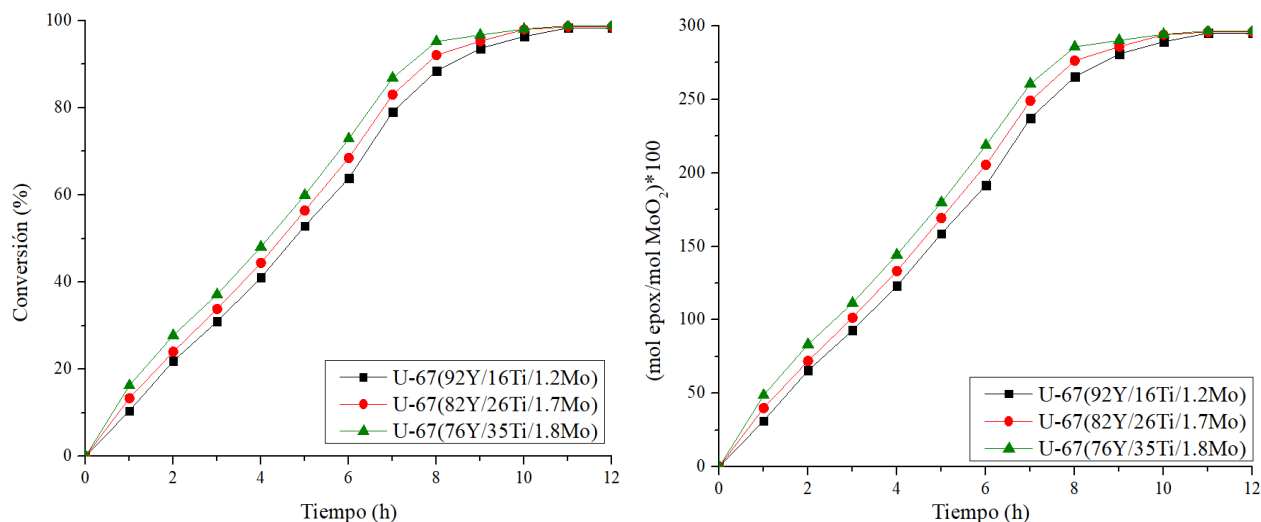 100
80
60
40
20
0
Conversión (%)
0 2 4 6 8 10 12
Tiempo (h)
U-67(92Y/16Ti/1.2Mo)
U-67(82Y/26Ti/1.7Mo)
U-67(76Y/35Ti/1.8Mo)
300
250
200
150
100
50
0
(mol epox/mol MoO₂)*100
0 2 4 6 8 10 12
Tiempo (h)
U-67(92Y/16Ti/1.2Mo)
U-67(82Y/26Ti/1.7Mo)
U-67(76Y/35Ti/1.8Mo)